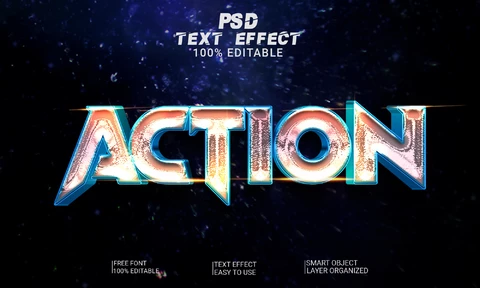 PSD
TEXT EFFECT
100% EDITABLE
ACTION
FREE FONT
100% EDITABLE
TEXT EFFECT
EASY TO USE
SMART OBJECT
LAYER ORGANIZED